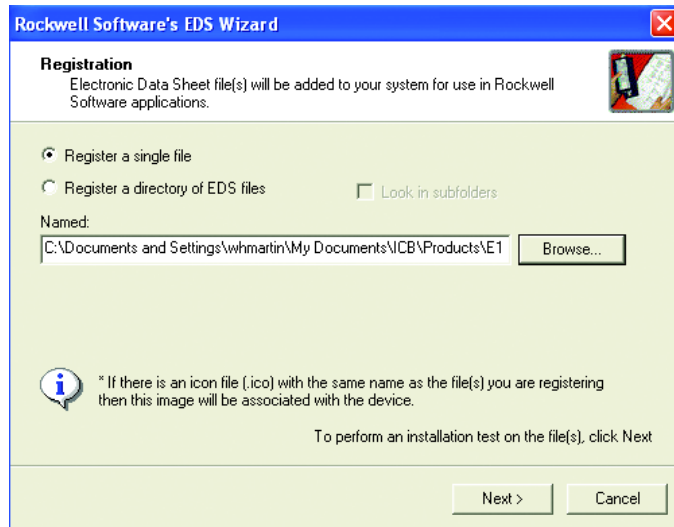 Rockwell Software's EDS Wizard
Registration
Electronic Data Sheet file(s) will be added to your system for use in Rockwell
Software applications.
Register a single file
Register a directory of EDS files
Look in subfolders
Named:
C:\Documents and Settings\whmartin\My Documents\ICB\Products\E1
Browse...
* If there is an icon file (.ico) with the same name as the file(s) you are registering
then this image will be associated with the device.
To perform an installation test on the file(s), click Next
Next >
Cancel